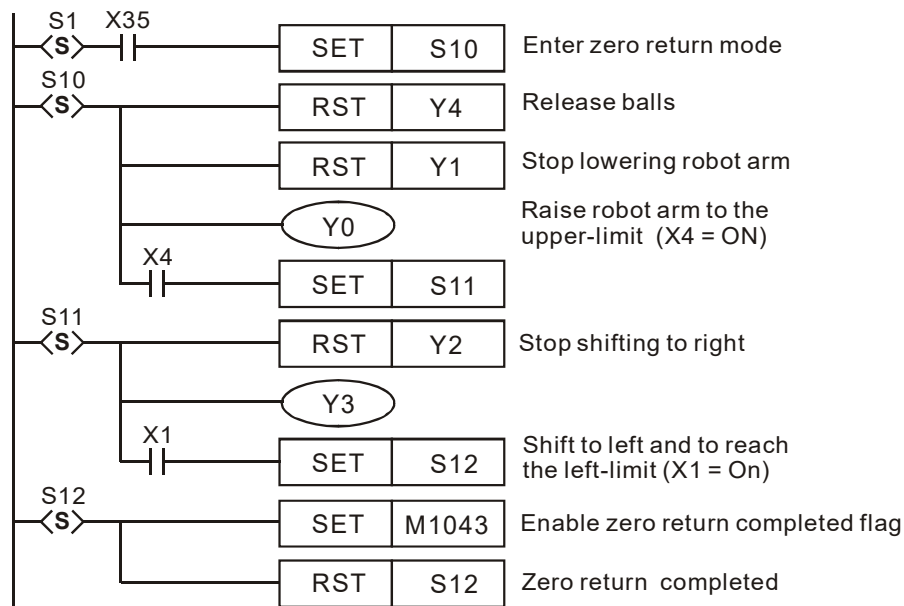 S1 X35
S SET S10 Enter zero return mode
S10
S RST Y4 Release balls
RST Y1 Stop lowering robot arm
Y0 Raise robot arm to the
upper-limit (X4 = ON)
X4
SET S11
S11
S RST Y2 Stop shifting to right
Y3
X1
SET S12 Shift to left and to reach
the left-limit (X1 = On)
S12
S SET M1043 Enable zero return completed flag
RST S12 Zero return completed